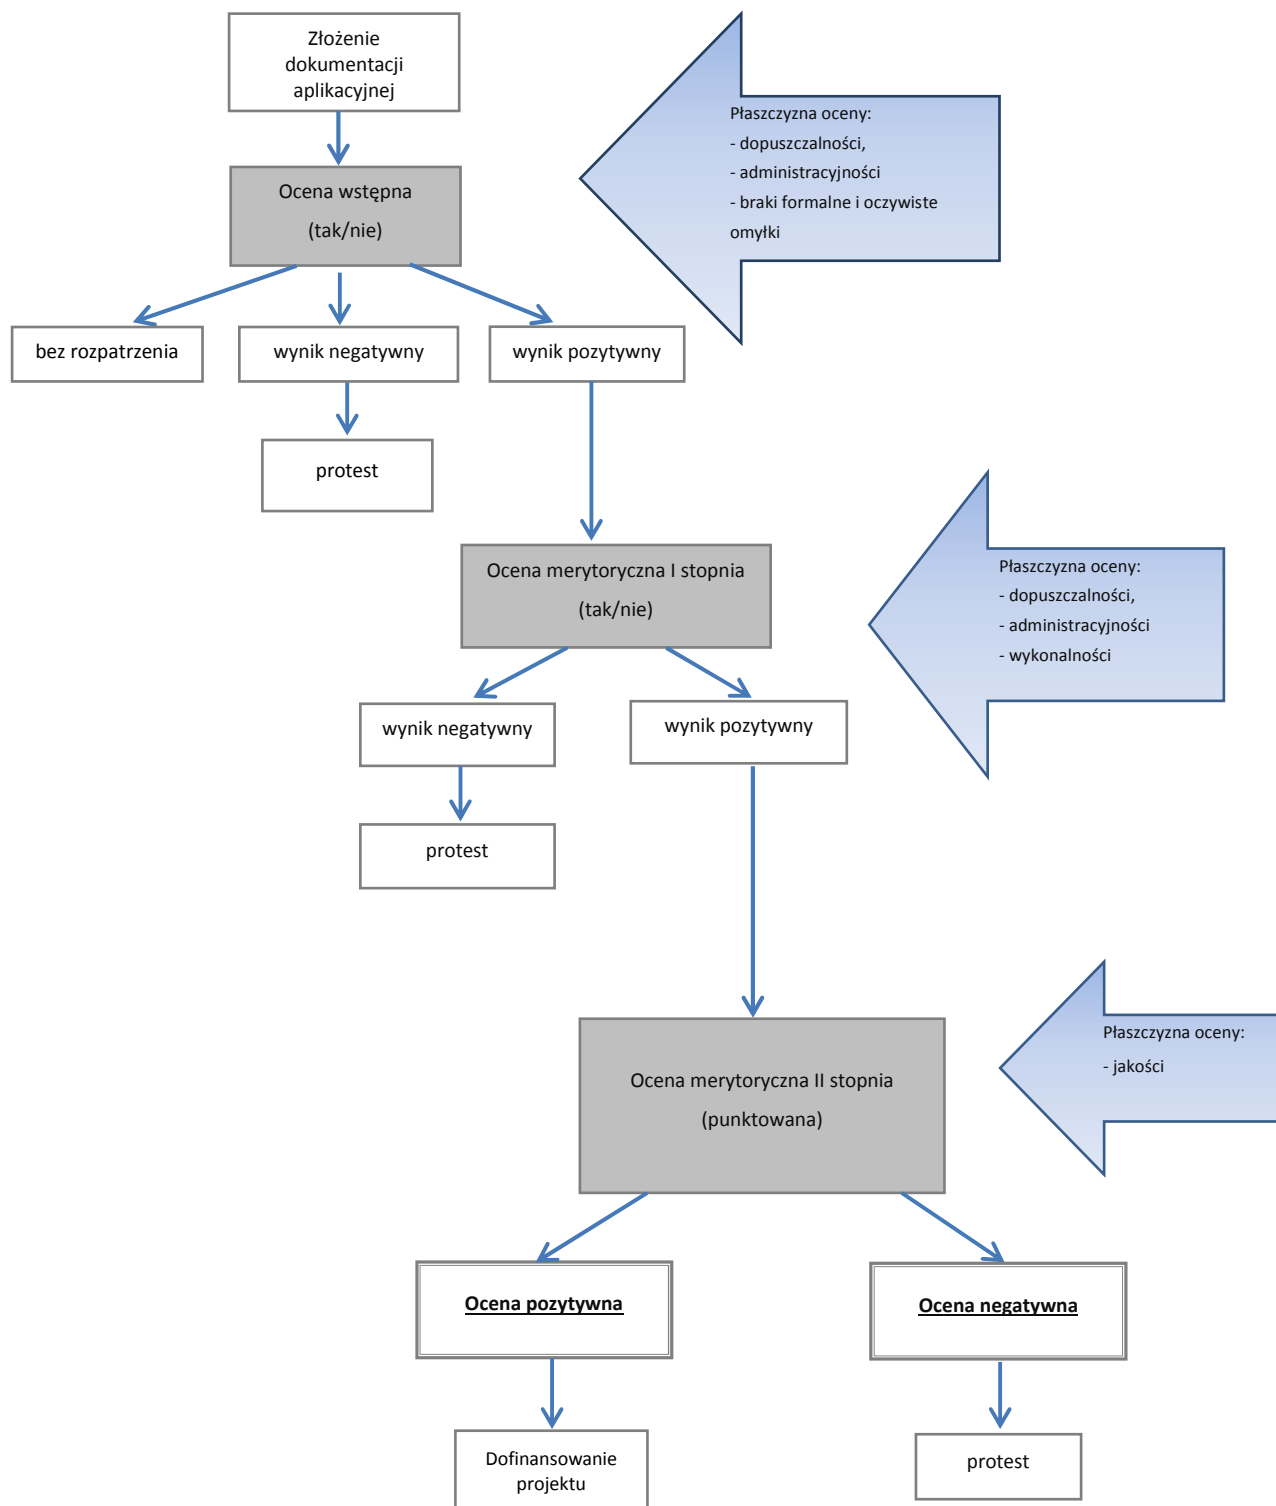 Złożenie
dokumentacji
aplikacyjnej
Płaszczyzna oceny:
- dopuszczalności,
- administracyjności
- braki formalne i oczywiste
omyłki
Ocena wstępna
(tak/nie)
bez rozpatrzenia
wynik negatywny
wynik pozytywny
protest
Ocena merytoryczna I stopnia
(tak/nie)
Płaszczyzna oceny:
- dopuszczalności,
- administracyjności
- wykonalności
wynik negatywny
wynik pozytywny
protest
Ocena merytoryczna II stopnia
(punktowana)
Płaszczyzna oceny:
- jakości
Ocena pozytywna
Ocena negatywna
Dofinansowanie
projektu
protest